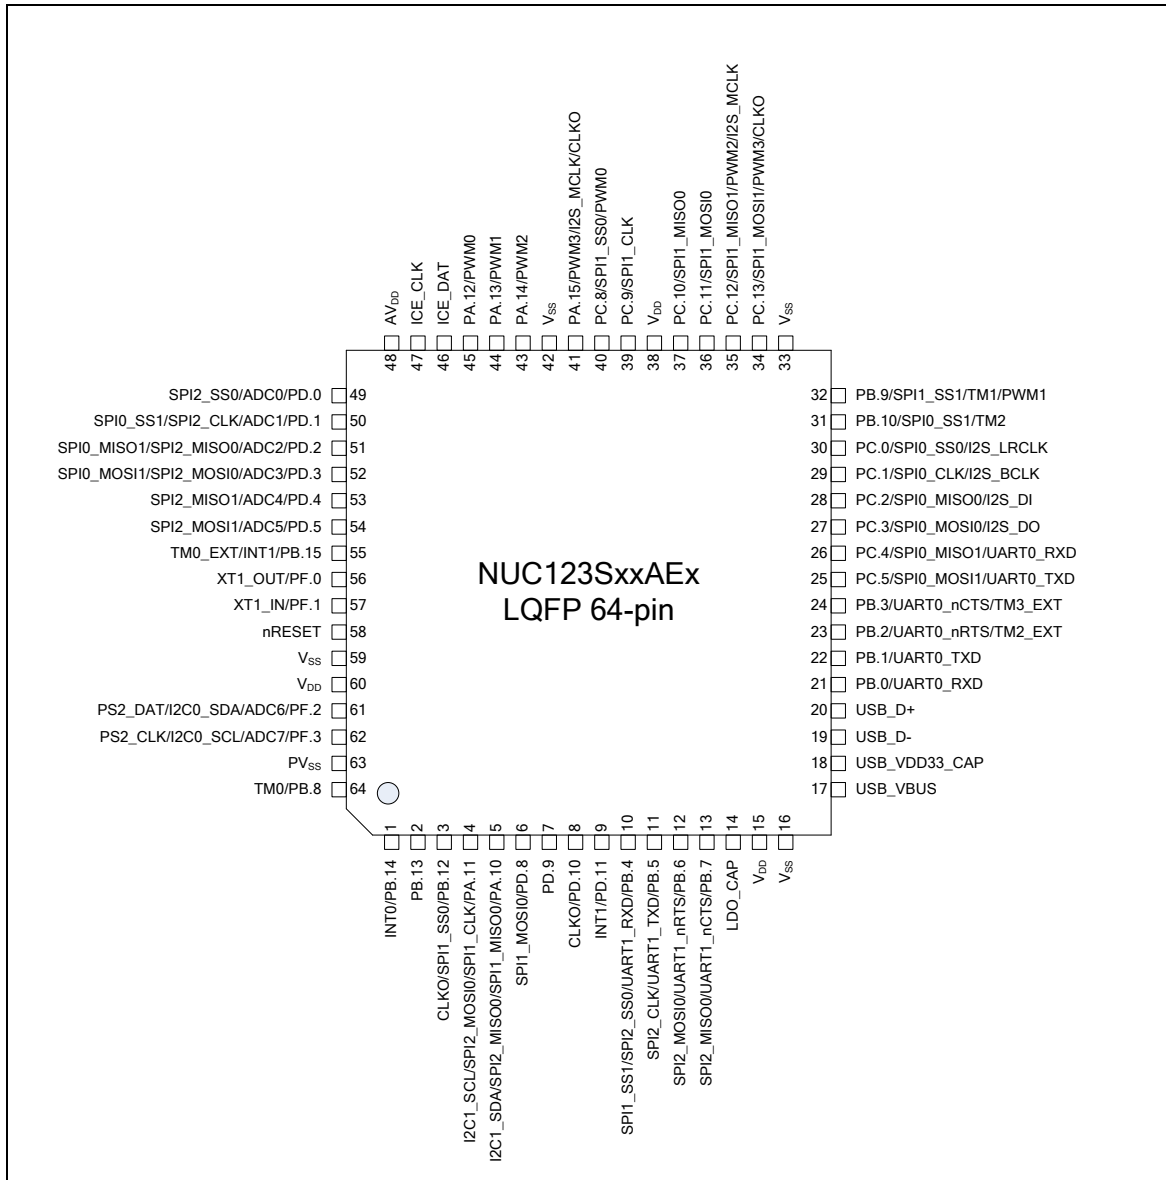 AVDD
ICE_CLK
ICE_DAT
PA.12/PWM0
PA.13/PWM1
PA.14/PWM2
VSS
PA.15/PWM3/I2S_MCLK/CLKO
PC.8/SPI1_SS0/PWM0
PC.9/SPI1_CLK
VDD
PC.10/SPI1_MISO0
PC.11/SPI1_MOSI0
PC.12/SPI1_MISO1/PWM2/I2S_MCLK
PC.13/SPI1_MOSI1/PWM3/CLKO
VSS
48
47
46
45
44
43
42
41
40
39
38
37
36
35
34
33
SPI2_SS0/ADC0/PD.0 49
SPI0_SS1/SPI2_CLK/ADC1/PD.1 50
SPI0_MISO1/SPI2_MISO0/ADC2/PD.2 51
SPI0_MOSI1/SPI2_MOSI0/ADC3/PD.3 52
SPI2_MISO1/ADC4/PD.4 53
SPI2_MOSI1/ADC5/PD.5 54
TM0_EXT/INT1/PB.15 55
XT1_OUT/PF.0 56
XT1_IN/PF.1 57
nRESET 58
VSS 59
VDD 60
PS2_DAT/I2C0_SDA/ADC6/PF.2 61
PS2_CLK/I2C0_SCL/ADC7/PF.3 62
PVSS 63
TM0/PB.8 64
NUC123SxxAEx
LQFP 64-pin
32 PB.9/SPI1_SS1/TM1/PWM1
31 PB.10/SPI0_SS1/TM2
30 PC.0/SPI0_SS0/I2S_LRCLK
29 PC.1/SPI0_CLK/I2S_BCLK
28 PC.2/SPI0_MISO0/I2S_DI
27 PC.3/SPI0_MOSI0/I2S_DO
26 PC.4/SPI0_MISO1/UART0_RXD
25 PC.5/SPI0_MOSI1/UART0_TXD
24 PB.3/UART0_nCTS/TM3_EXT
23 PB.2/UART0_nRTS/TM2_EXT
22 PB.1/UART0_TXD
21 PB.0/UART0_RXD
20 USB_D+
19 USB_D-
18 USB_VDD33_CAP
17 USB_VBUS
1
2
3
4
5
6
7
8
9
10
11
12
13
14
15
16
INT0/PB.14
PB.13
CLKO/SPI1_SS0/PB.12
I2C1_SCL/SPI2_MOSI0/SPI1_CLK/PA.11
I2C1_SDA/SPI2_MISO0/SPI1_MISO0/PA.10
SPI1_MOSI0/PD.8
PD.9
CLKO/PD.10
INT1/PD.11
SPI1_SS1/SPI2_SS0/UART1_RXD/PB.4
SPI2_CLK/UART1_TXD/PB.5
SPI2_MOSI0/UART1_nRTS/PB.6
SPI2_MISO0/UART1_nCTS/PB.7
LDO_CAP
VDD
VSS